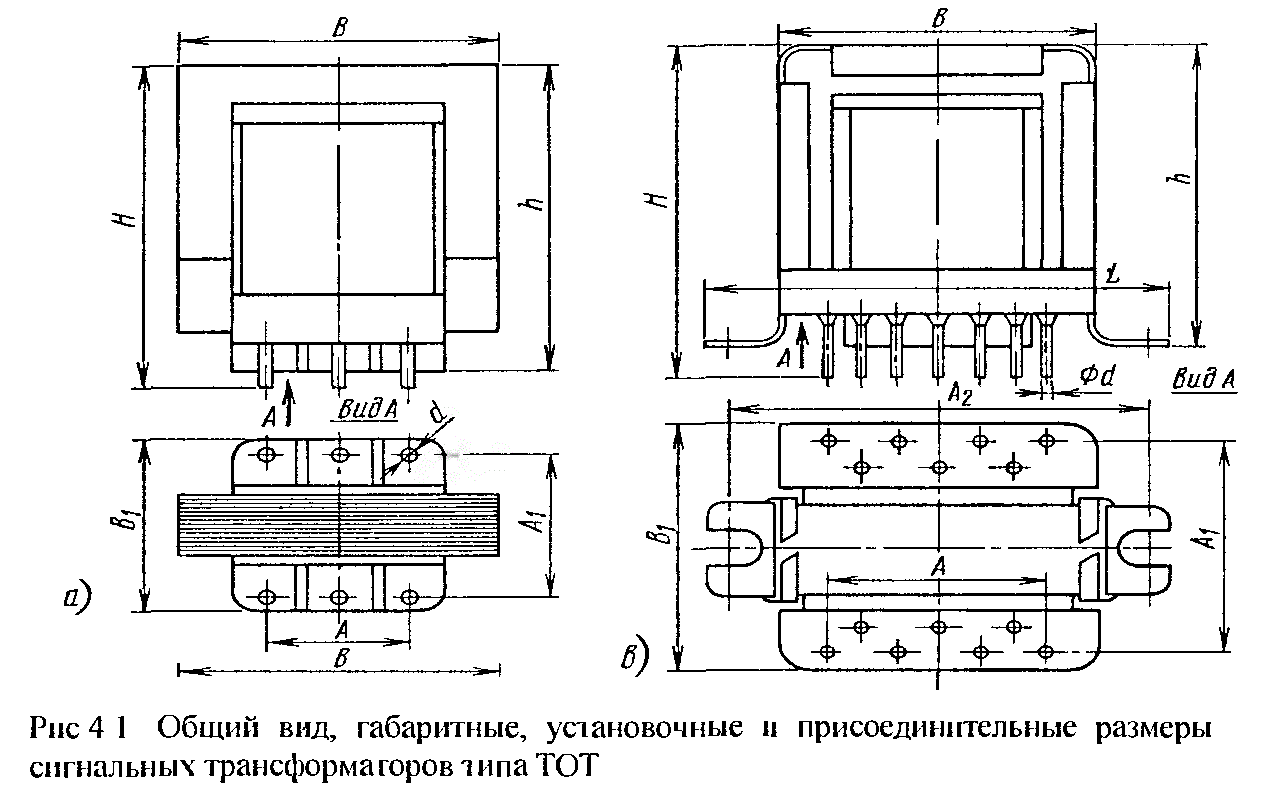 B
H
h
A
Вид А
d
B1
A1
а)
A
B
B
H
h
L
A
A2
Фd
Вид А
B1
A1
A
в)
Рис 4 1 Общий вид, габаритные, установочные и присоединительные размеры
сигнальных трансформаторов типа ТОТ